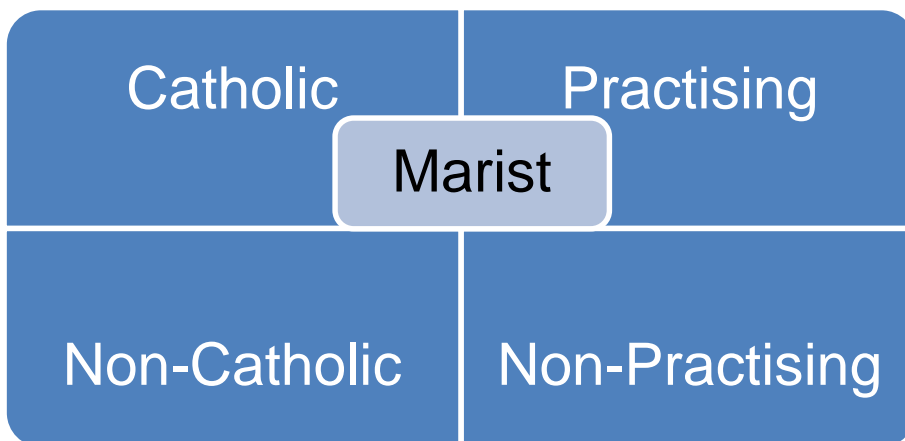 Catholic
Practising
Marist
Non-Catholic
Non-Practising